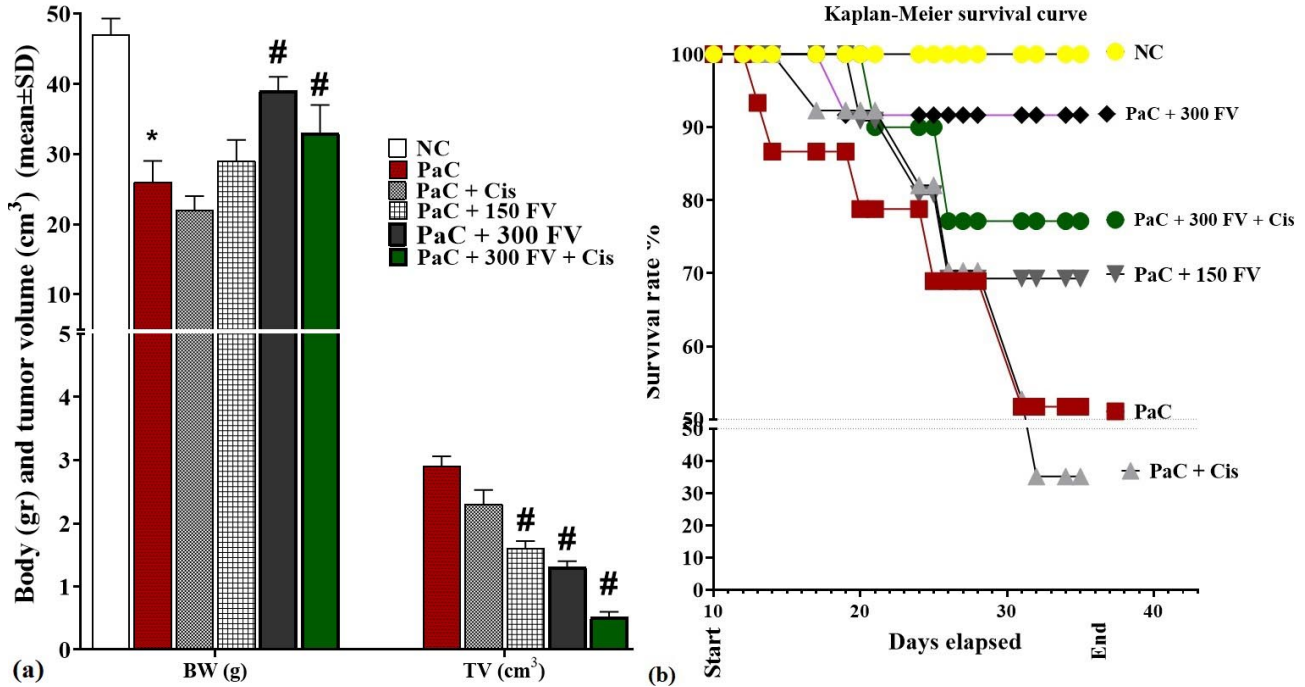 Body (gr) and tumor volume (cm³) (mean±SD)
50
40
30
20
10
5
4
3
2
1
0
*
#
#
#
#
#
NC
PaC
PaC + Cis
PaC + 150 FV
PaC + 300 FV
PaC + 300 FV + Cis
BW (g)
TV (cm³)
(a)
Kaplan-Meier survival curve
Survival rate %
100
90
80
70
60
50
50
50
40
30
20
10
0
10
20
30
40
Start
Days elapsed
End
NC
PaC + 300 FV
PaC + 300 FV + Cis
PaC + 150 FV
PaC
PaC + Cis
(b)